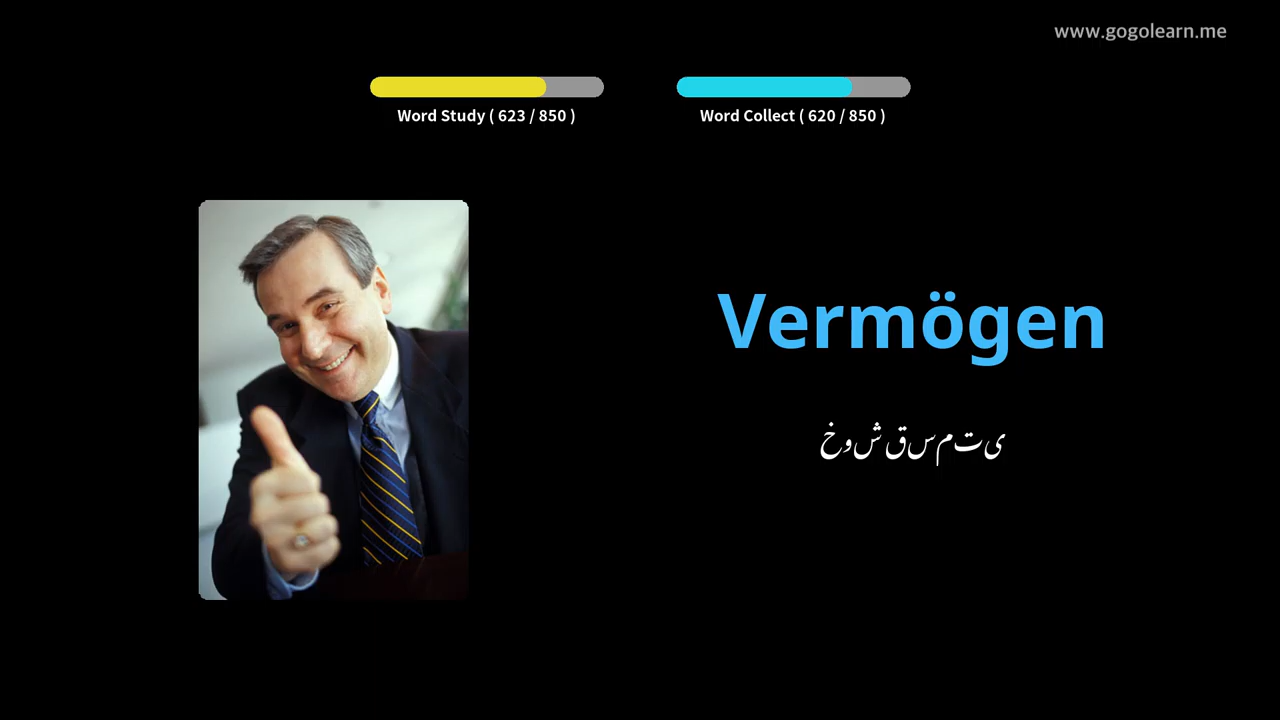 www.gogolearn.me
Word Study ( 623 / 850 )
Word Collect ( 620 / 850 )
Vermögen
خوش قسمتی